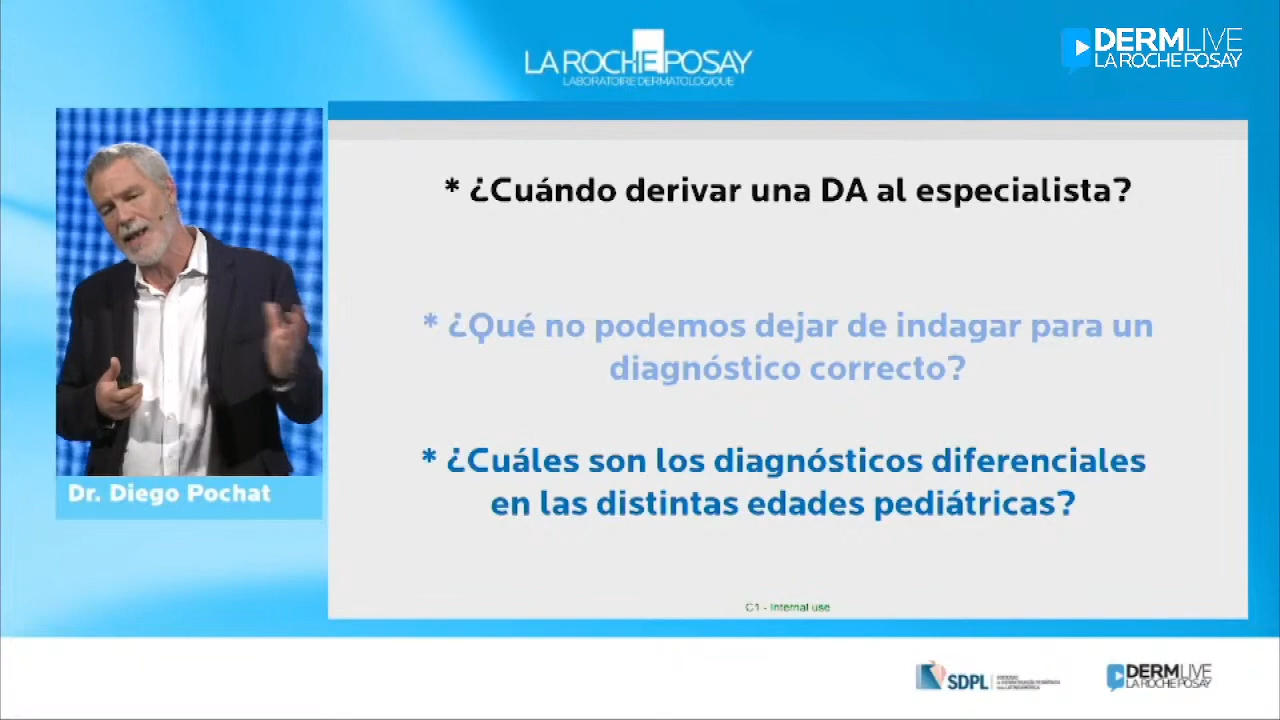 LA ROCHE POSAY
LABORATOIRE DERMATOLOGIQUE
DERMLIVE
LA ROCHE POSAY
* ¿Cuándo derivar una DA al especialista?
* ¿Qué no podemos dejar de indagar para un
diagnóstico correcto?
* ¿Cuáles son los diagnósticos diferenciales
en las distintas edades pediátricas?
Dr. Diego Pochat
C1 - Internal use
SDPL
DERMLIVE
LA ROCHE POSAY